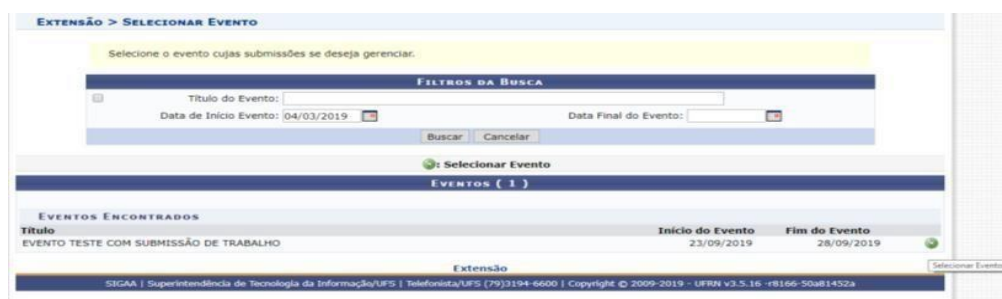 EXTENSÃO > SELECIONAR EVENTO
Selecione o evento cujas submissões se deseja gerenciar.
FILTROS DA BUSCA
Título do Evento:
Data de Início Evento: 04/03/2019 Data Final do Evento:
Buscar Cancelar
: Selecionar Evento
EVENTOS ( 1 )
EVENTOS ENCONTRADOS
Título Início do Evento Fim do Evento
EVENTO TESTE COM SUBMISSÃO DE TRABALHO 23/09/2019 28/09/2019
Selecionar Evento
Extensão
SIGAA | Superintendência de Tecnologia da Informação/UFS | Telefonista/UFS (79)3194-6600 | Copyright © 2009-2019 - UFRN v3.5.16 -r8166-50a81452a